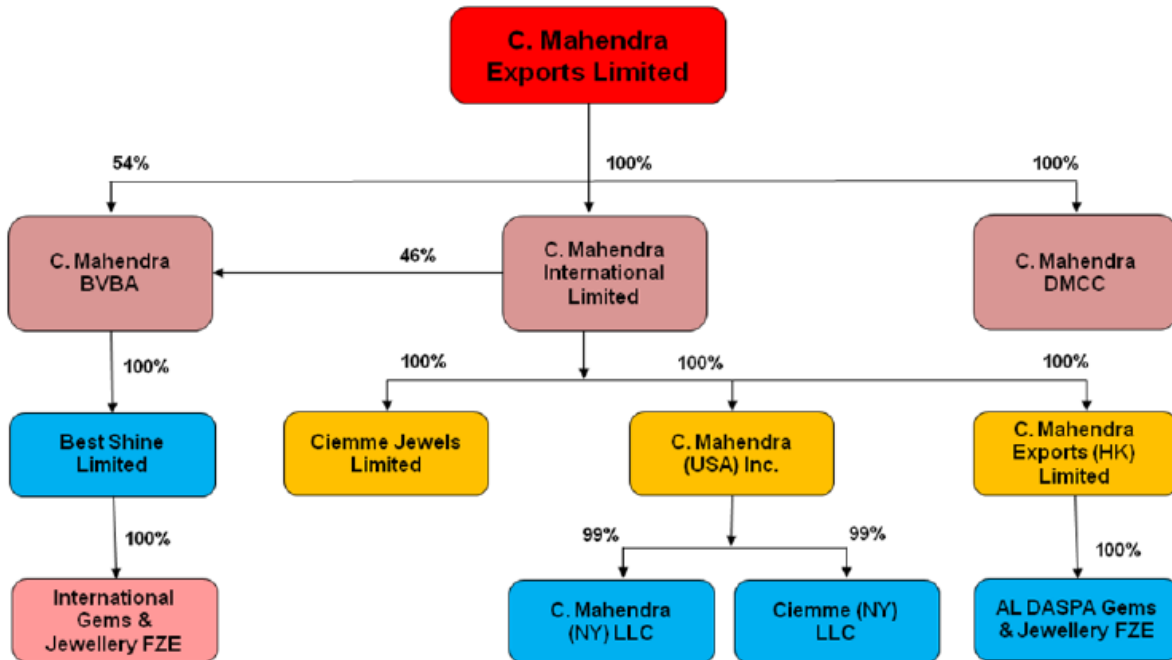 C. Mahendra
Exports Limited
54%
100%
100%
C. Mahendra
BVBA
46%
C. Mahendra
International
Limited
C. Mahendra
DMCC
100%
100%
100%
100%
Best Shine
Limited
Ciemme Jewels
Limited
C. Mahendra
(USA) Inc.
C. Mahendra
Exports (HK)
Limited
100%
99%
99%
100%
International
Gems &
Jewellery FZE
C. Mahendra
(NY) LLC
Ciemme (NY)
LLC
AL DASPA Gems
& Jewellery FZE